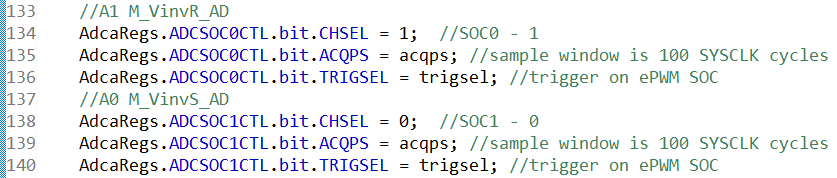 133 //A1 M_VinvR_AD
134 AdcaRegs.ADCSOC0CTL.bit.CHSEL = 1; //SOC0 - 1
135 AdcaRegs.ADCSOC0CTL.bit.ACQPS = acqps; //sample window is 100 SYSCLK cycles
136 AdcaRegs.ADCSOC0CTL.bit.TRIGSEL = trigsel; //trigger on ePWM SOC
137 //A0 M_VinvS_AD
138 AdcaRegs.ADCSOC1CTL.bit.CHSEL = 0; //SOC1 - 0
139 AdcaRegs.ADCSOC1CTL.bit.ACQPS = acqps; //sample window is 100 SYSCLK cycles
140 AdcaRegs.ADCSOC1CTL.bit.TRIGSEL = trigsel; //trigger on ePWM SOC